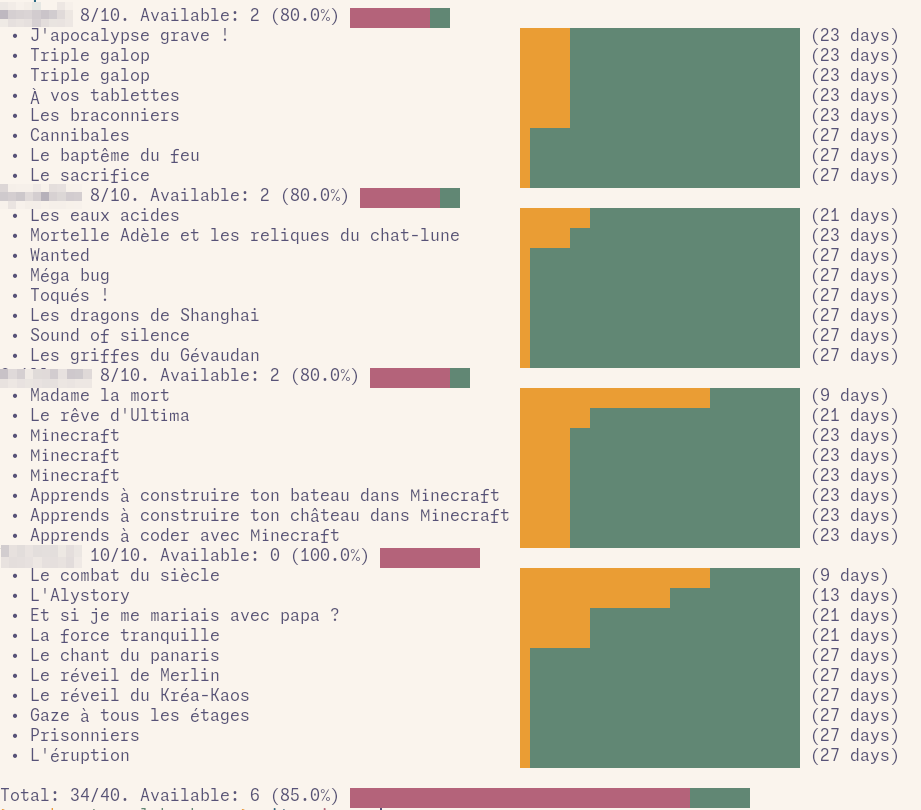 8/10. Available: 2 (80.0%)
• J'apocalypse grave ! (23 days)
• Triple galop (23 days)
• Triple galop (23 days)
• À vos tablettes (23 days)
• Les braconniers (23 days)
• Cannibales (27 days)
• Le baptême du feu (27 days)
• Le sacrifice (27 days)
8/10. Available: 2 (80.0%)
• Les eaux acides (21 days)
• Mortelle Adèle et les reliques du chat-lune (23 days)
• Wanted (27 days)
• Méga bug (27 days)
• Toqués ! (27 days)
• Les dragons de Shanghai (27 days)
• Sound of silence (27 days)
• Les griffes du Gévaudan (27 days)
8/10. Available: 2 (80.0%)
• Madame la mort (9 days)
• Le rêve d'Ultima (21 days)
• Minecraft (23 days)
• Minecraft (23 days)
• Minecraft (23 days)
• Apprends à construire ton bateau dans Minecraft (23 days)
• Apprends à construire ton château dans Minecraft (23 days)
• Apprends à coder avec Minecraft (23 days)
10/10. Available: 0 (100.0%)
• Le combat du siècle (9 days)
• L'Alystory (13 days)
• Et si je me mariais avec papa ? (21 days)
• La force tranquille (21 days)
• Le chant du panaris (27 days)
• Le réveil de Merlin (27 days)
• Le réveil du Kréa-Kaos (27 days)
• Gaze à tous les étages (27 days)
• Prisonniers (27 days)
• L'éruption (27 days)
Total: 34/40. Available: 6 (85.0%)